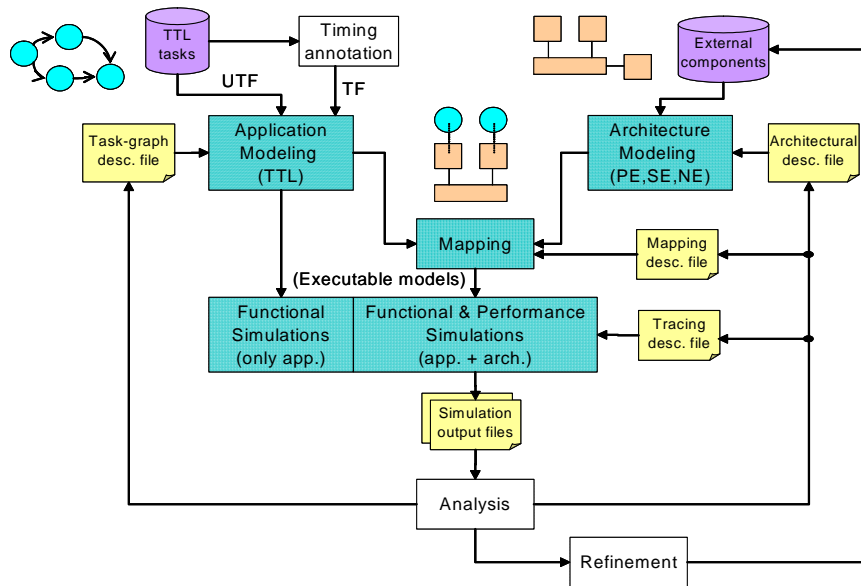 TTL
tasks
Timing
annotation
External
components
UTF
TF
Task-graph
desc. file
Application
Modeling
(TTL)
Architecture
Modeling
(PE,SE,NE)
Architectural
desc. file
Mapping
Mapping
desc. file
(Executable models)
Functional
Simulations
(only app.)
Functional & Performance
Simulations
(app. + arch.)
Tracing
desc. file
Simulation
output files
Analysis
Refinement